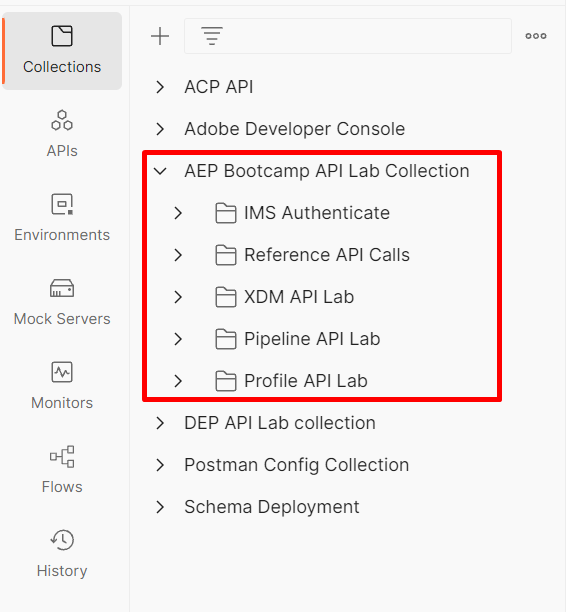 Collections
APIs
Environments
Mock Servers
Monitors
Flows
History
ACP API
Adobe Developer Console
AEP Bootcamp API Lab Collection
IMS Authenticate
Reference API Calls
XDM API Lab
Pipeline API Lab
Profile API Lab
DEP API Lab collection
Postman Config Collection
Schema Deployment